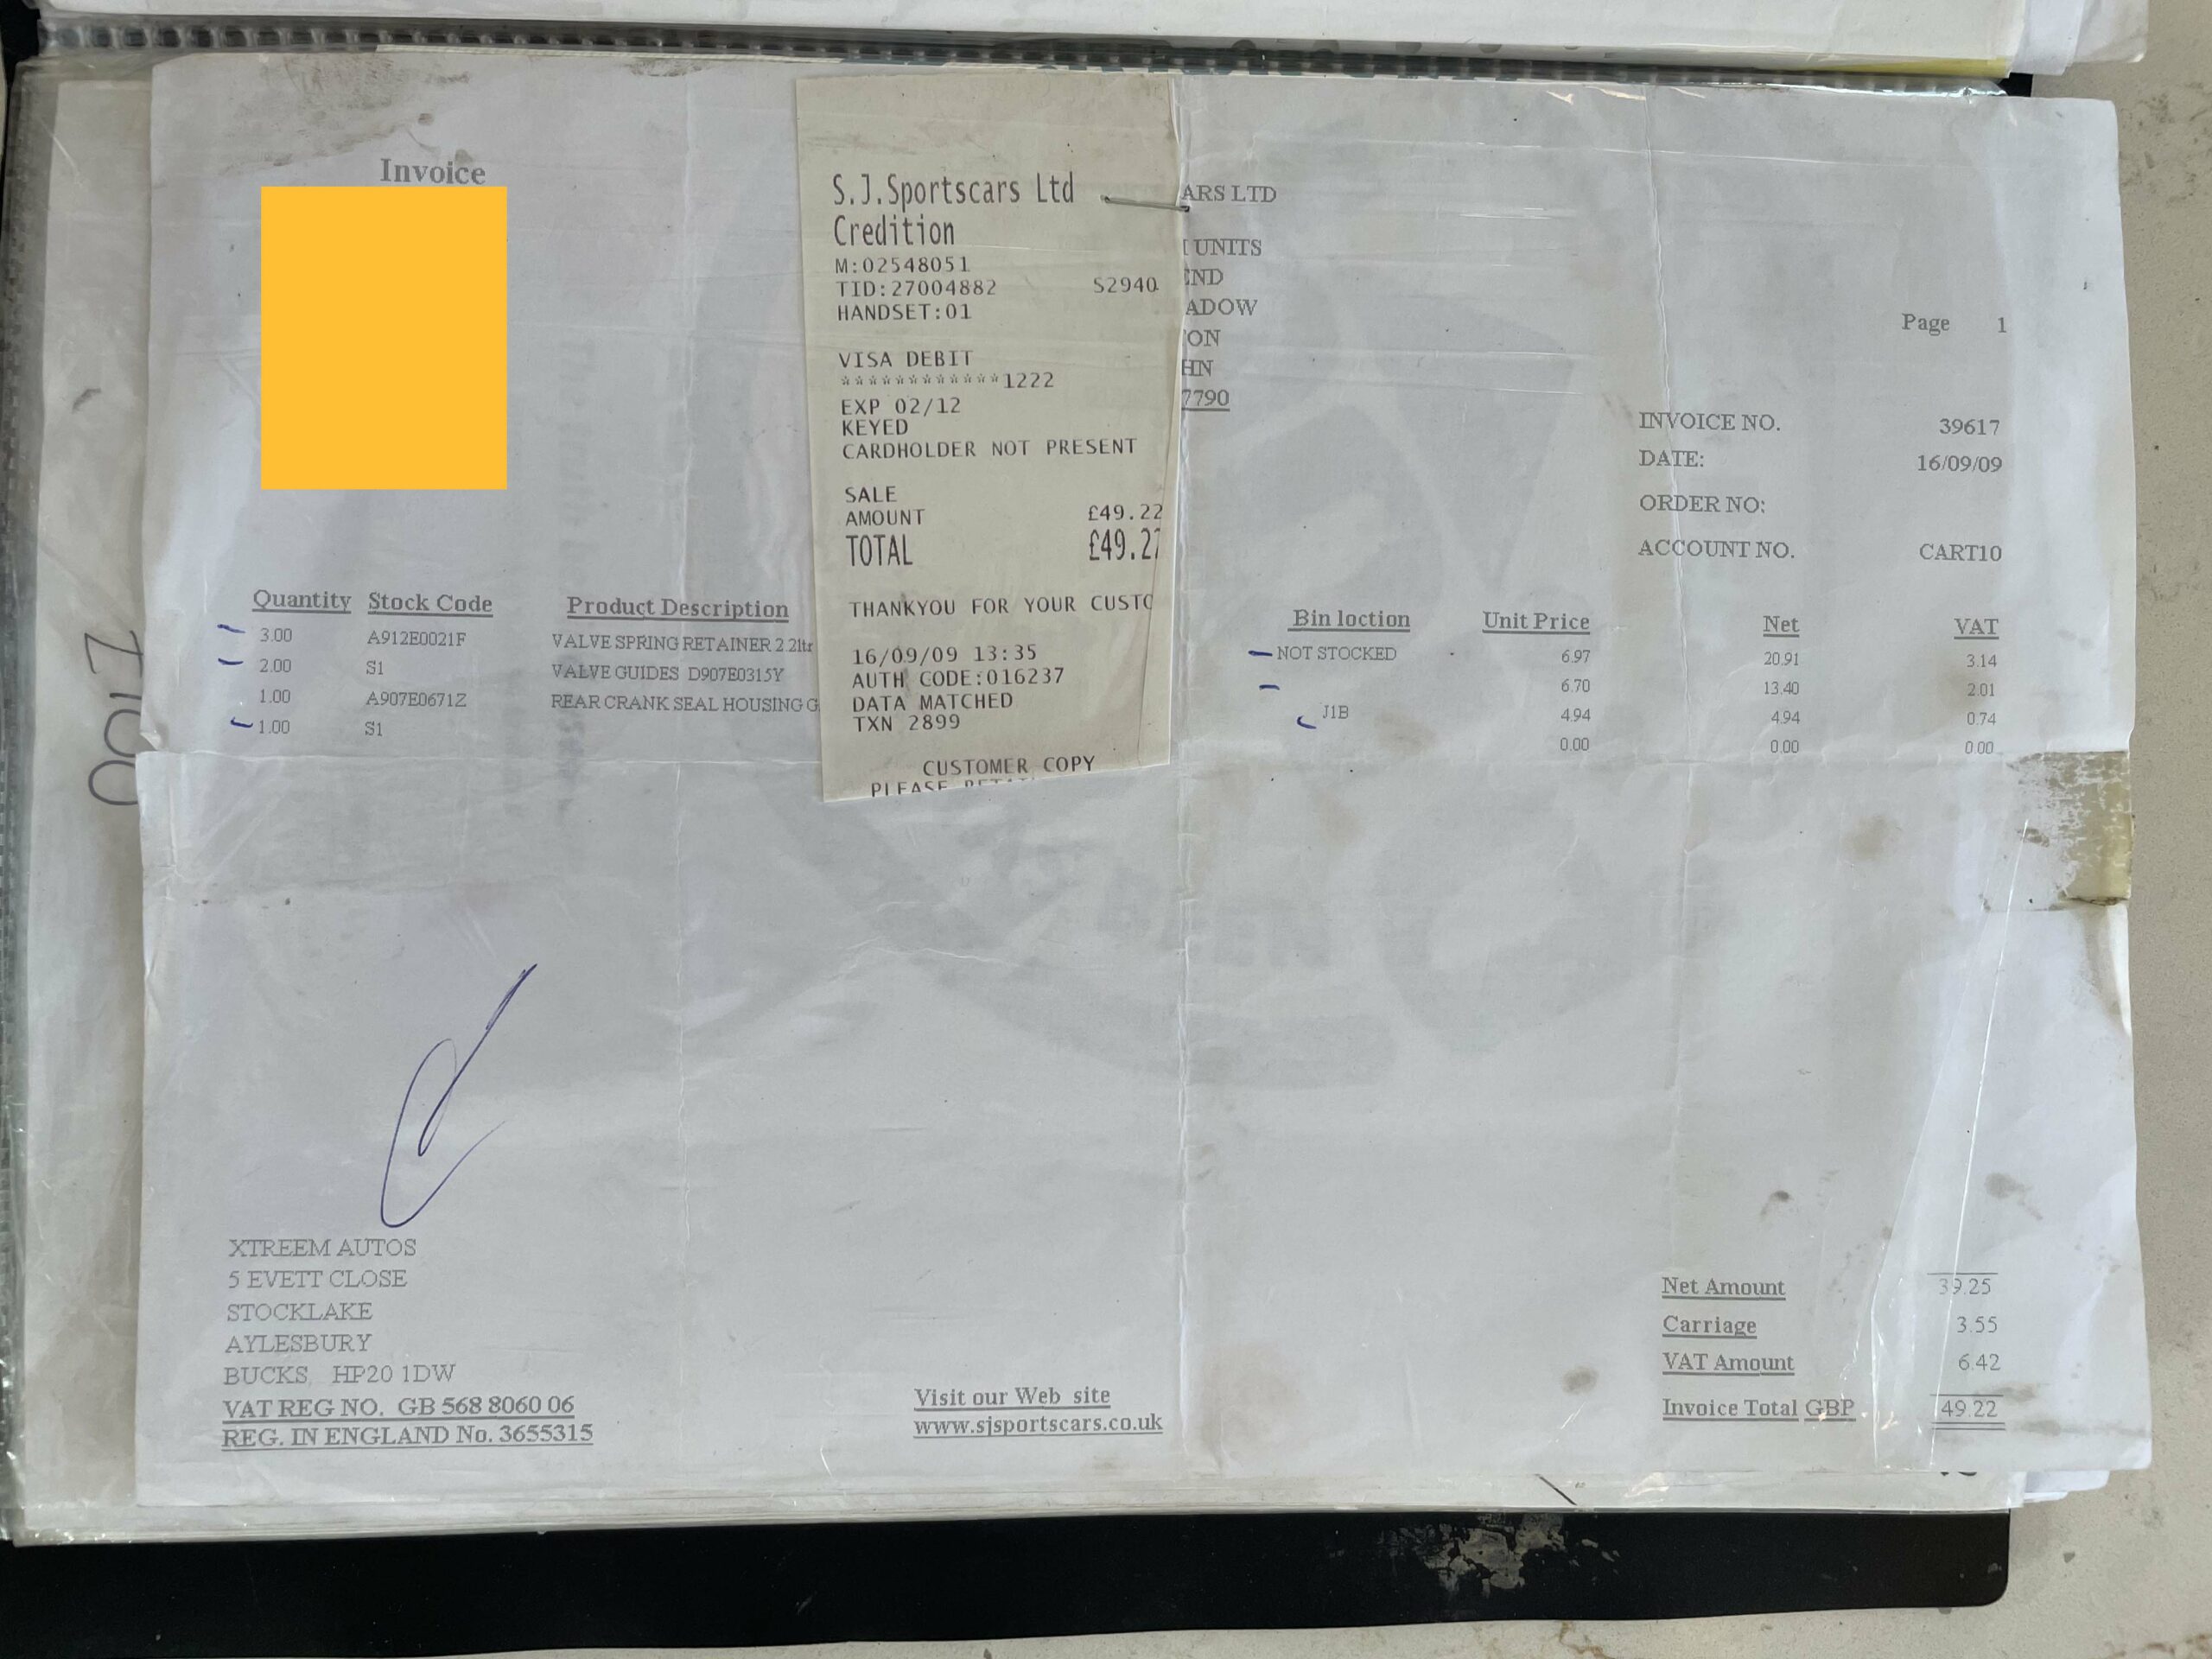 Invoice
S.J.Sportscars Ltd
Credition
M:02548051
TID:27004882 S2940
HANDSET:01
VISA DEBIT
************1222
EXP 02/12
KEYED
CARDHOLDER NOT PRESENT
SALE
AMOUNT £49.22
TOTAL £49.2
THANKYOU FOR YOUR CUSTO
16/09/09 13:35
AUTH CODE:016237
DATA MATCHED
TXN 2899
CUSTOMER COPY
PLEASE
ARS LTD
UNITS
END
ADOW
ON
HN
7790
Page 1
INVOICE NO. 39617
DATE: 16/09/09
ORDER NO:
ACCOUNT NO. CART10
Quantity Stock Code Product Description Bin loction Unit Price Net VAT
3.00 A912E0021F VALVE SPRING RETAINER 2.2ltr NOT STOCKED 6.97 20.91 3.14
2.00 S1 VALVE GUIDES D907E0315Y 6.70 13.40 2.01
1.00 A907E0671Z REAR CRANK SEAL HOUSING G J1B 4.94 4.94 0.74
1.00 S1 0.00 0.00 0.00
XTREEM AUTOS
5 EVETT CLOSE
STOCKLAKE
AYLESBURY
BUCKS, HP20 1DW
VAT REG NO. GB 568 8060 06
REG. IN ENGLAND No. 3655315
Visit our Web site
www.sjsportscars.co.uk
Net Amount 39.25
Carriage 3.55
VAT Amount 6.42
Invoice Total GBP 49.22